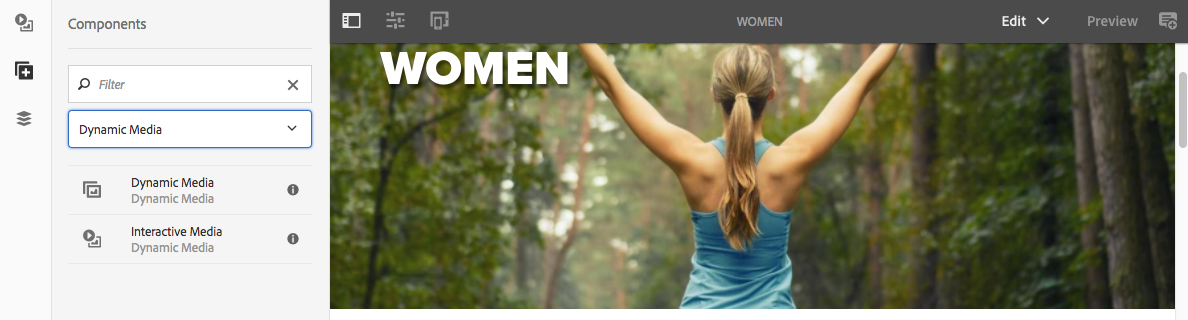 Components
Filter
Dynamic Media
Dynamic Media
Dynamic Media
Interactive Media
Dynamic Media
WOMEN
Edit
Preview
WOMEN